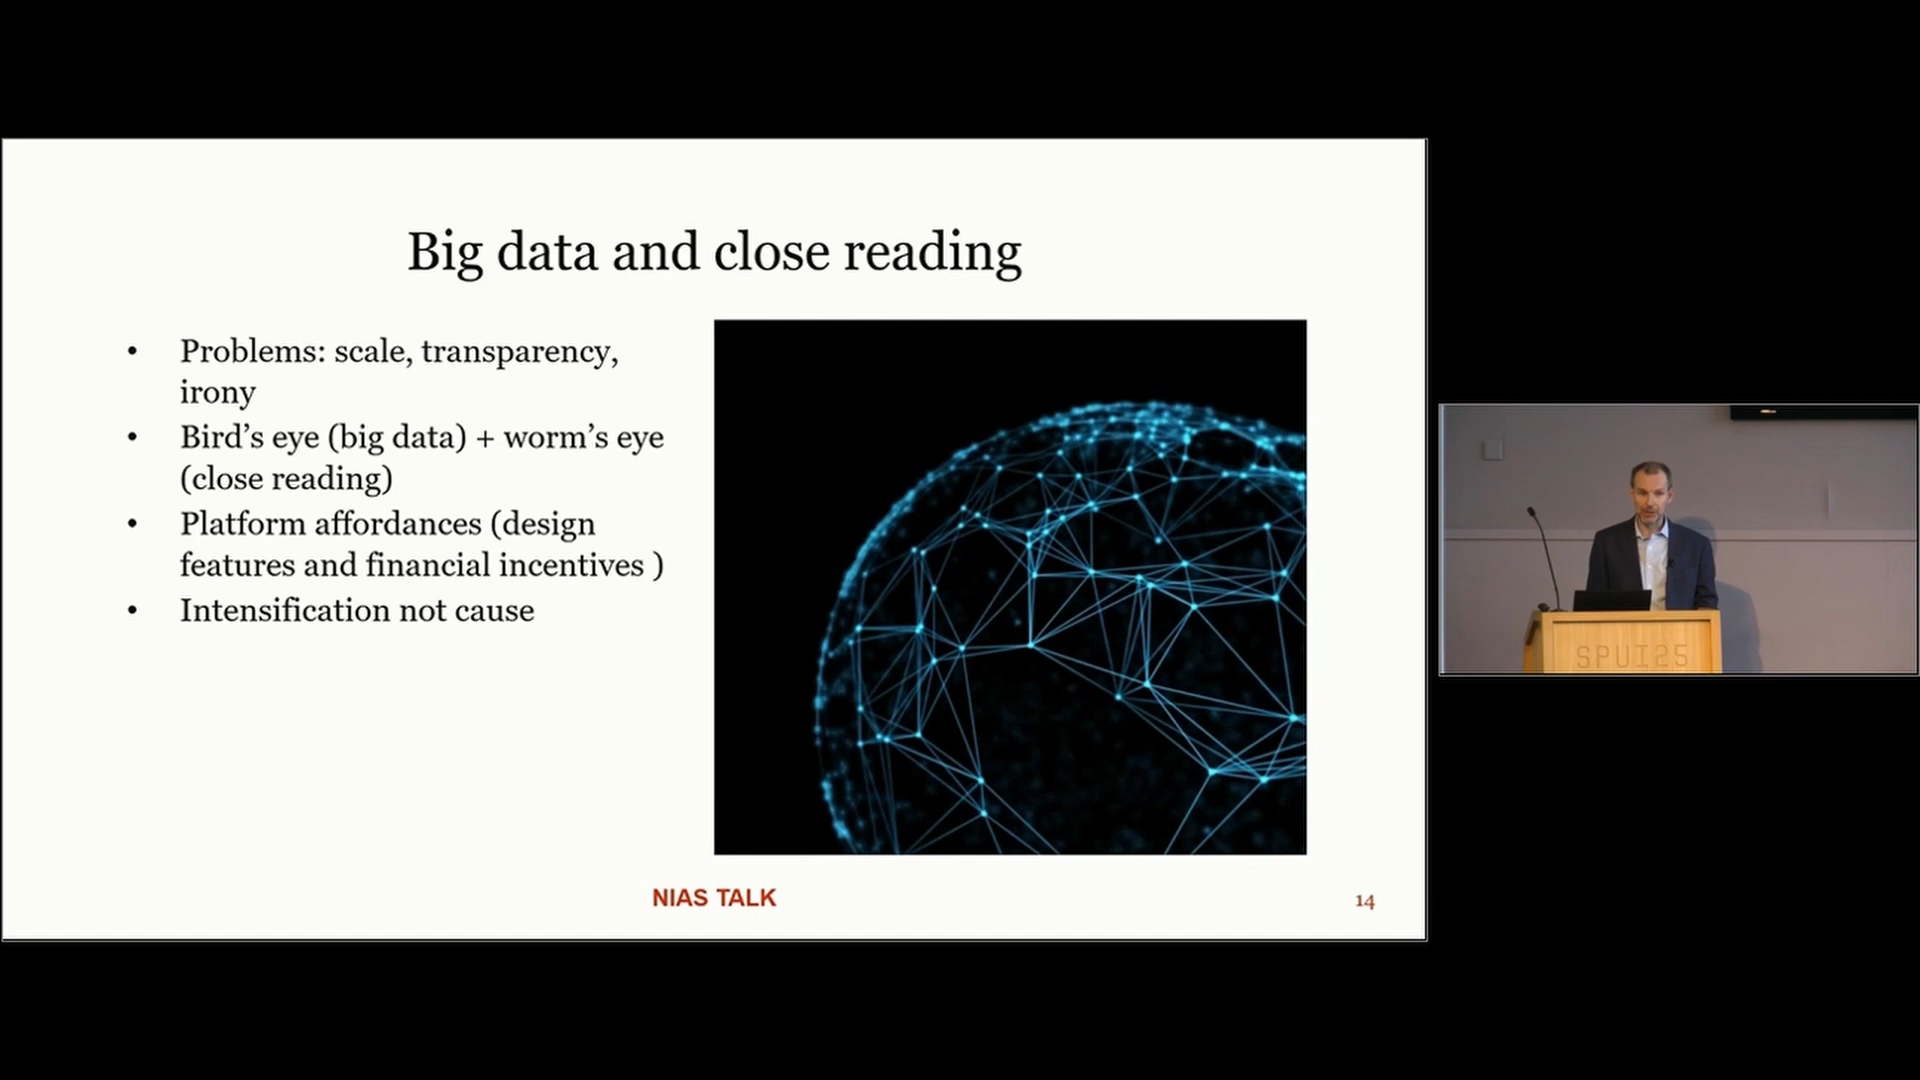 Big data and close reading
• Problems: scale, transparency,
irony
• Bird’s eye (big data) + worm’s eye
(close reading)
• Platform affordances (design
features and financial incentives )
• Intensification not cause
NIAS TALK
14
SPUI25